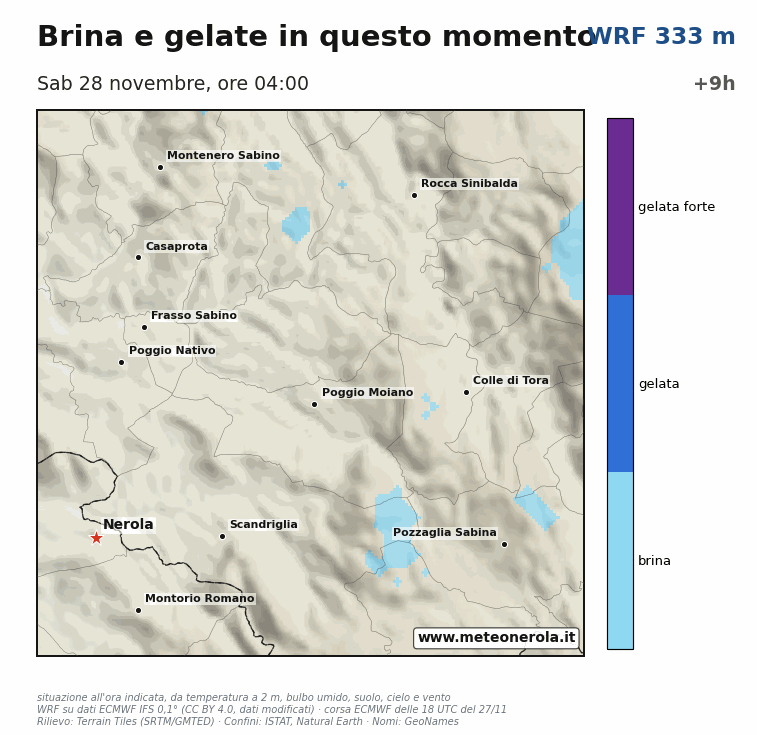 Brina e gelate in questo momento
WRF 333 m
Sab 28 novembre, ore 04:00
+9h
Montenero Sabino
Rocca Sinibalda
gelata forte
Casaprota
Frasso Sabino
Poggio Nativo
Colle di Tora
gelata
Poggio Moiano
Nerola
Scandriglia
Pozzaglia Sabina
brina
Montorio Romano
www.meteonerola.it
situazione all'ora indicata, da temperatura a 2 m, bulbo umido, suolo, cielo e vento
WRF su dati ECMWF IFS 0,1° (CC BY 4.0, dati modificati) · corsa ECMWF delle 18 UTC del 27/11
Rilievo: Terrain Tiles (SRTM/GMTED) · Confini: ISTAT, Natural Earth · Nomi: GeoNames